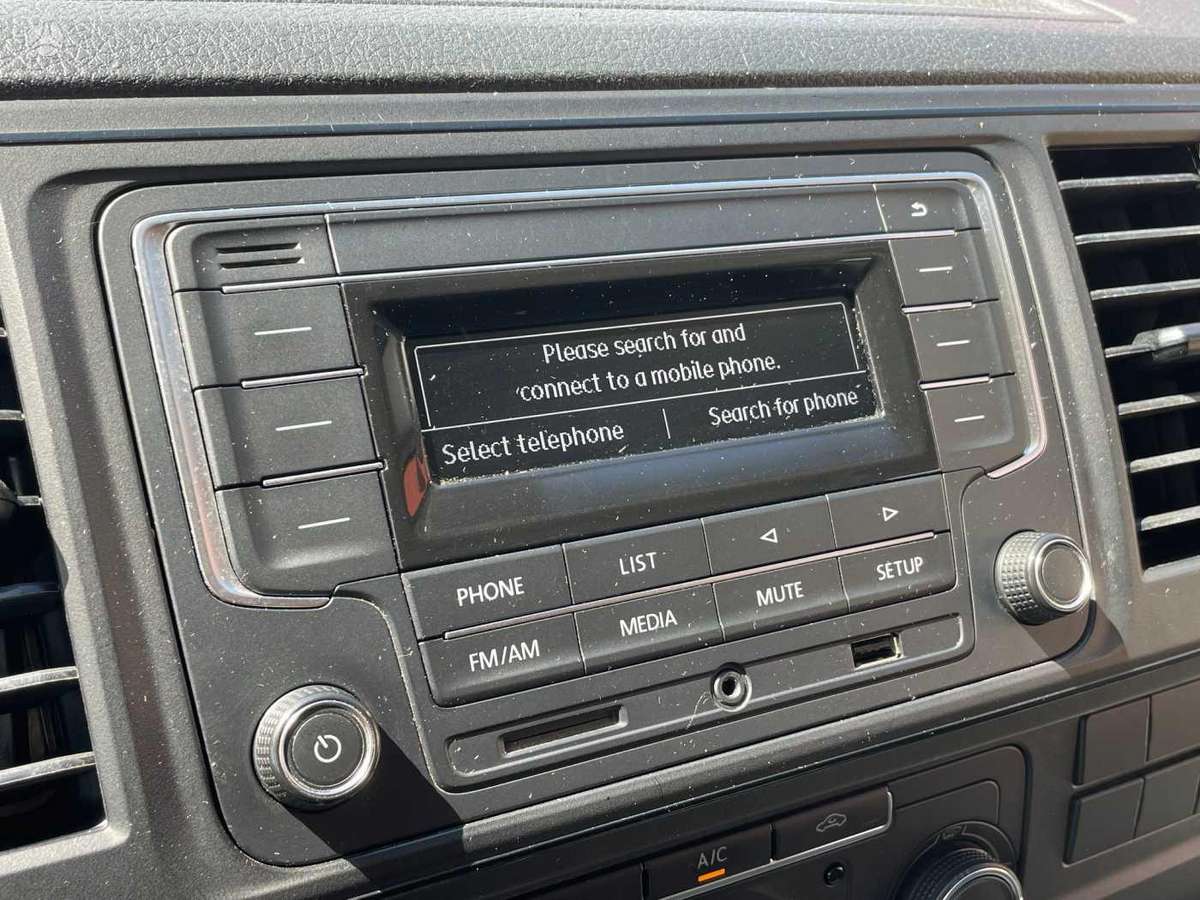 Please search for and
connect to a mobile phone.
Select telephone | Search for phone
PHONE LIST
FM/AM MEDIA MUTE SETUP
A/C